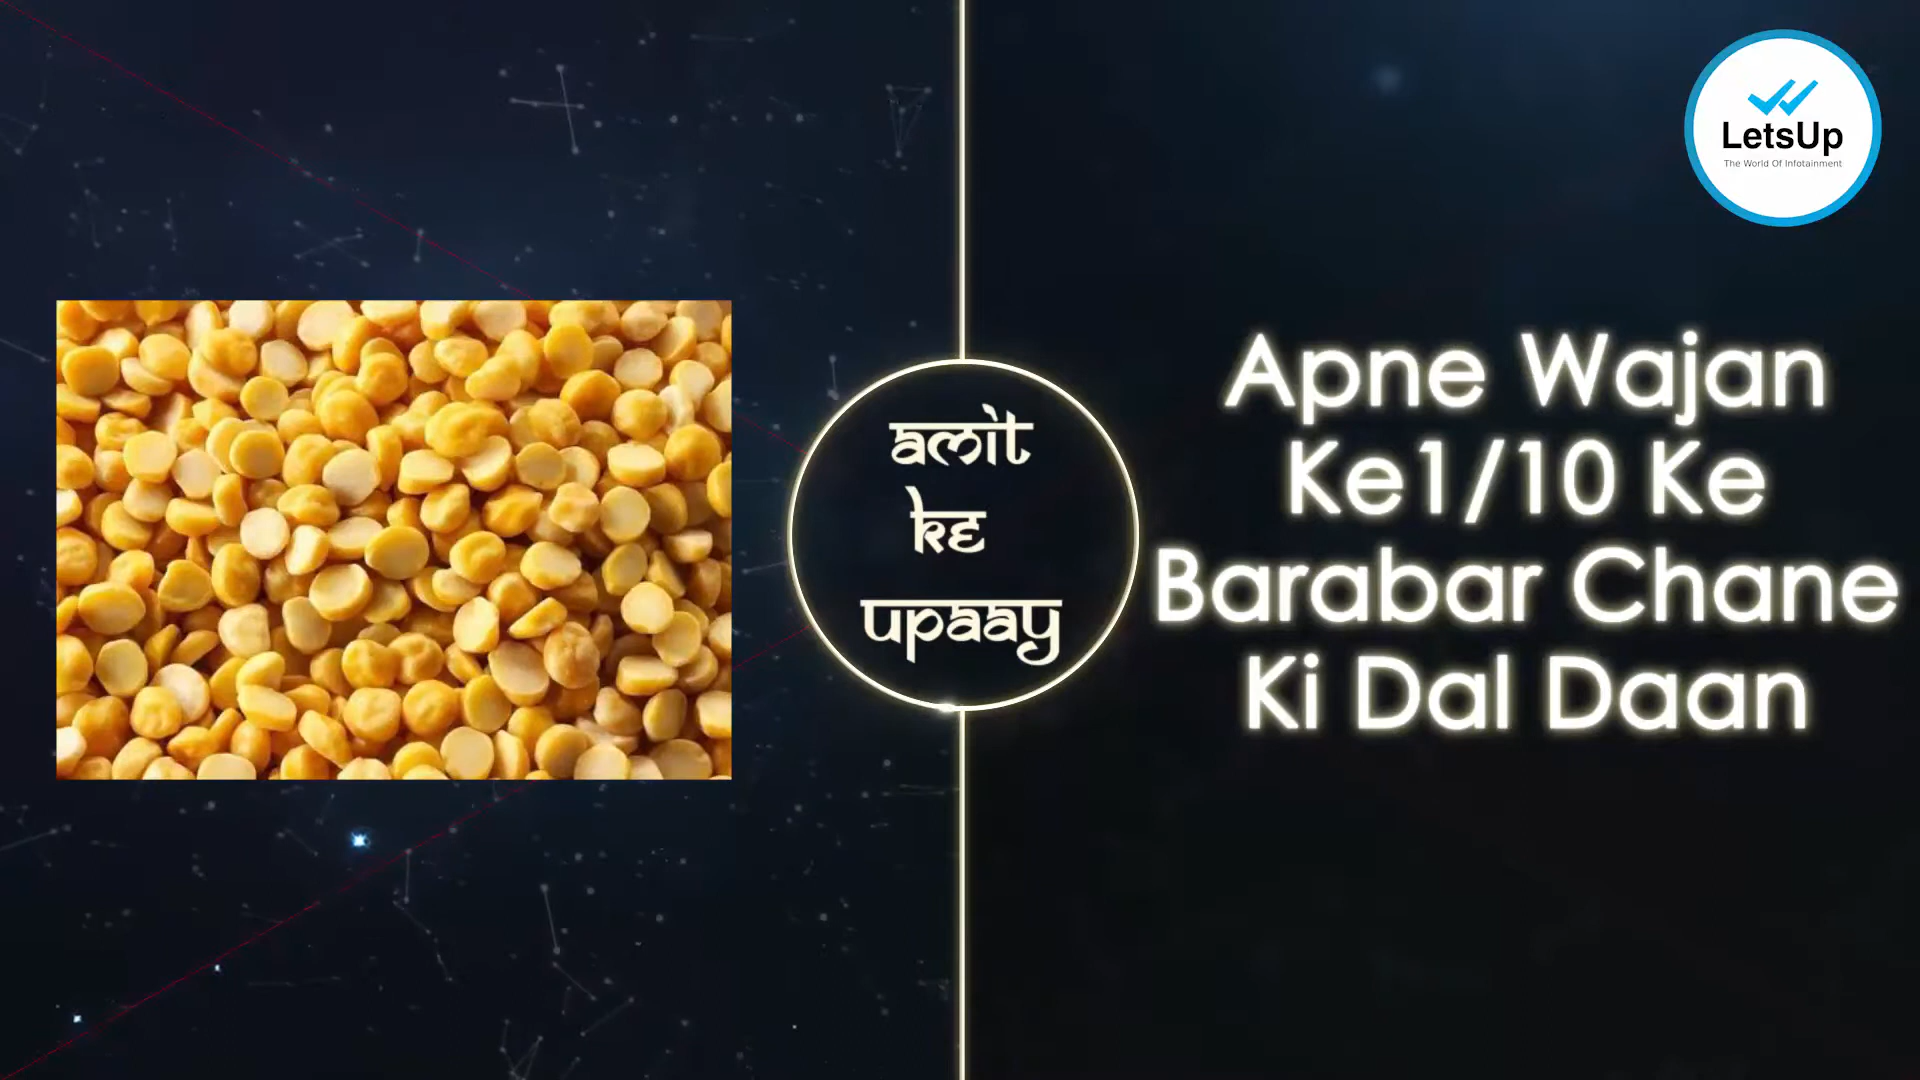 LetsUp
The World Of Infotainment
amit
ke
upaay
Apne Wajan
Ke1/10 Ke
Barabar Chane
Ki Dal Daan